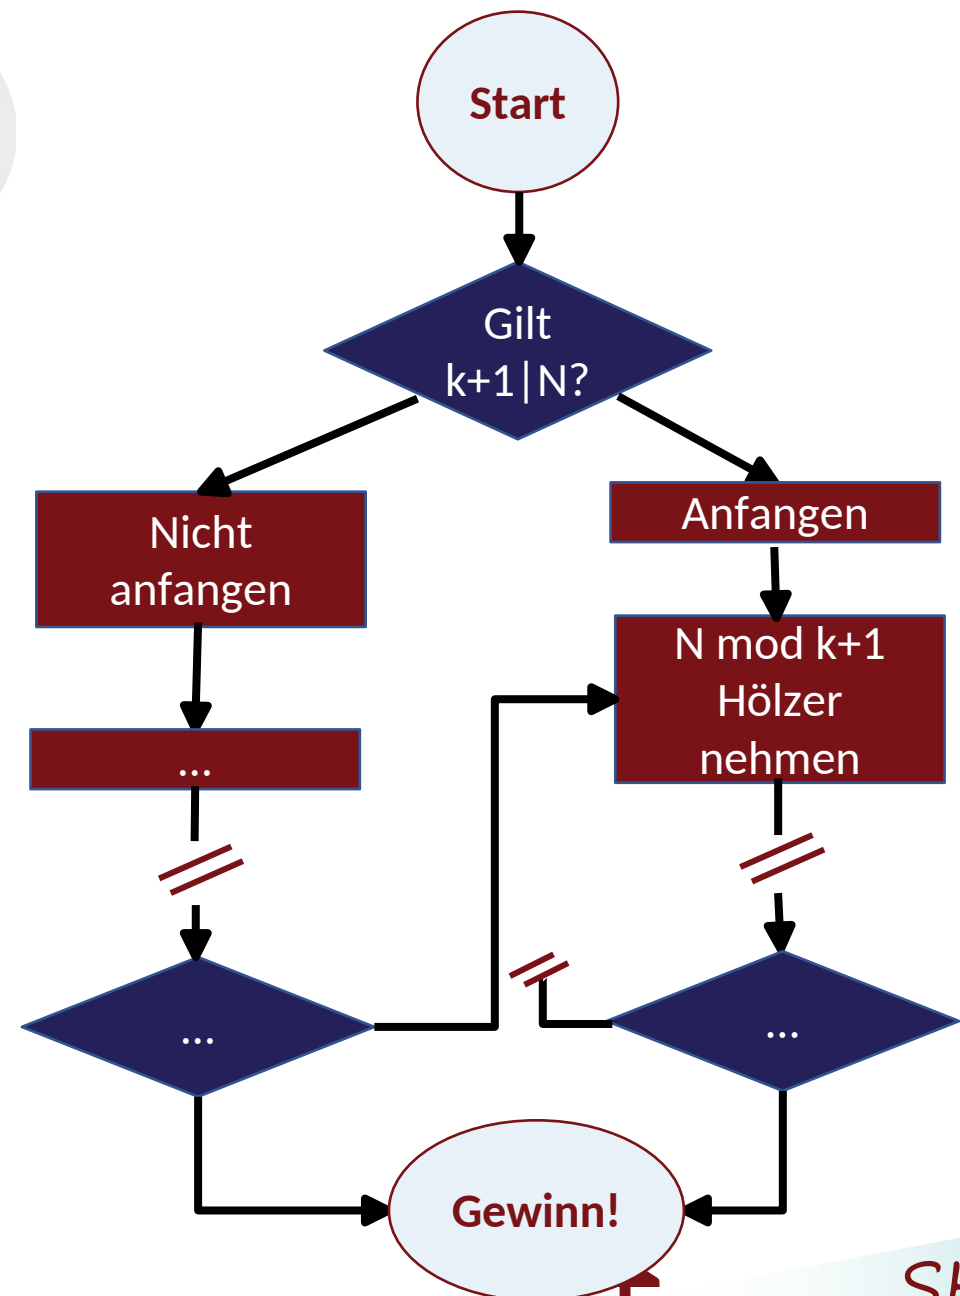 Start
Gilt
k+1|N?
Nicht
anfangen
Anfangen
N mod k+1
Hölzer
nehmen
...
...
...
Gewinn!